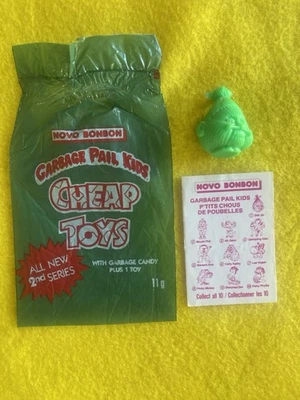 NOVO BONBON
GARBAGE PAIL KIDS
CHEAP
TOYS
ALL NEW
2nd SERIES
WITH GARBAGE CANDY
PLUS 1 TOY
11 g
NOVO BONBON
GARBAGE PAIL KIDS
P'TITS CHOUS
DE POUBELLES
Collect all 10 / Collectionner les 10